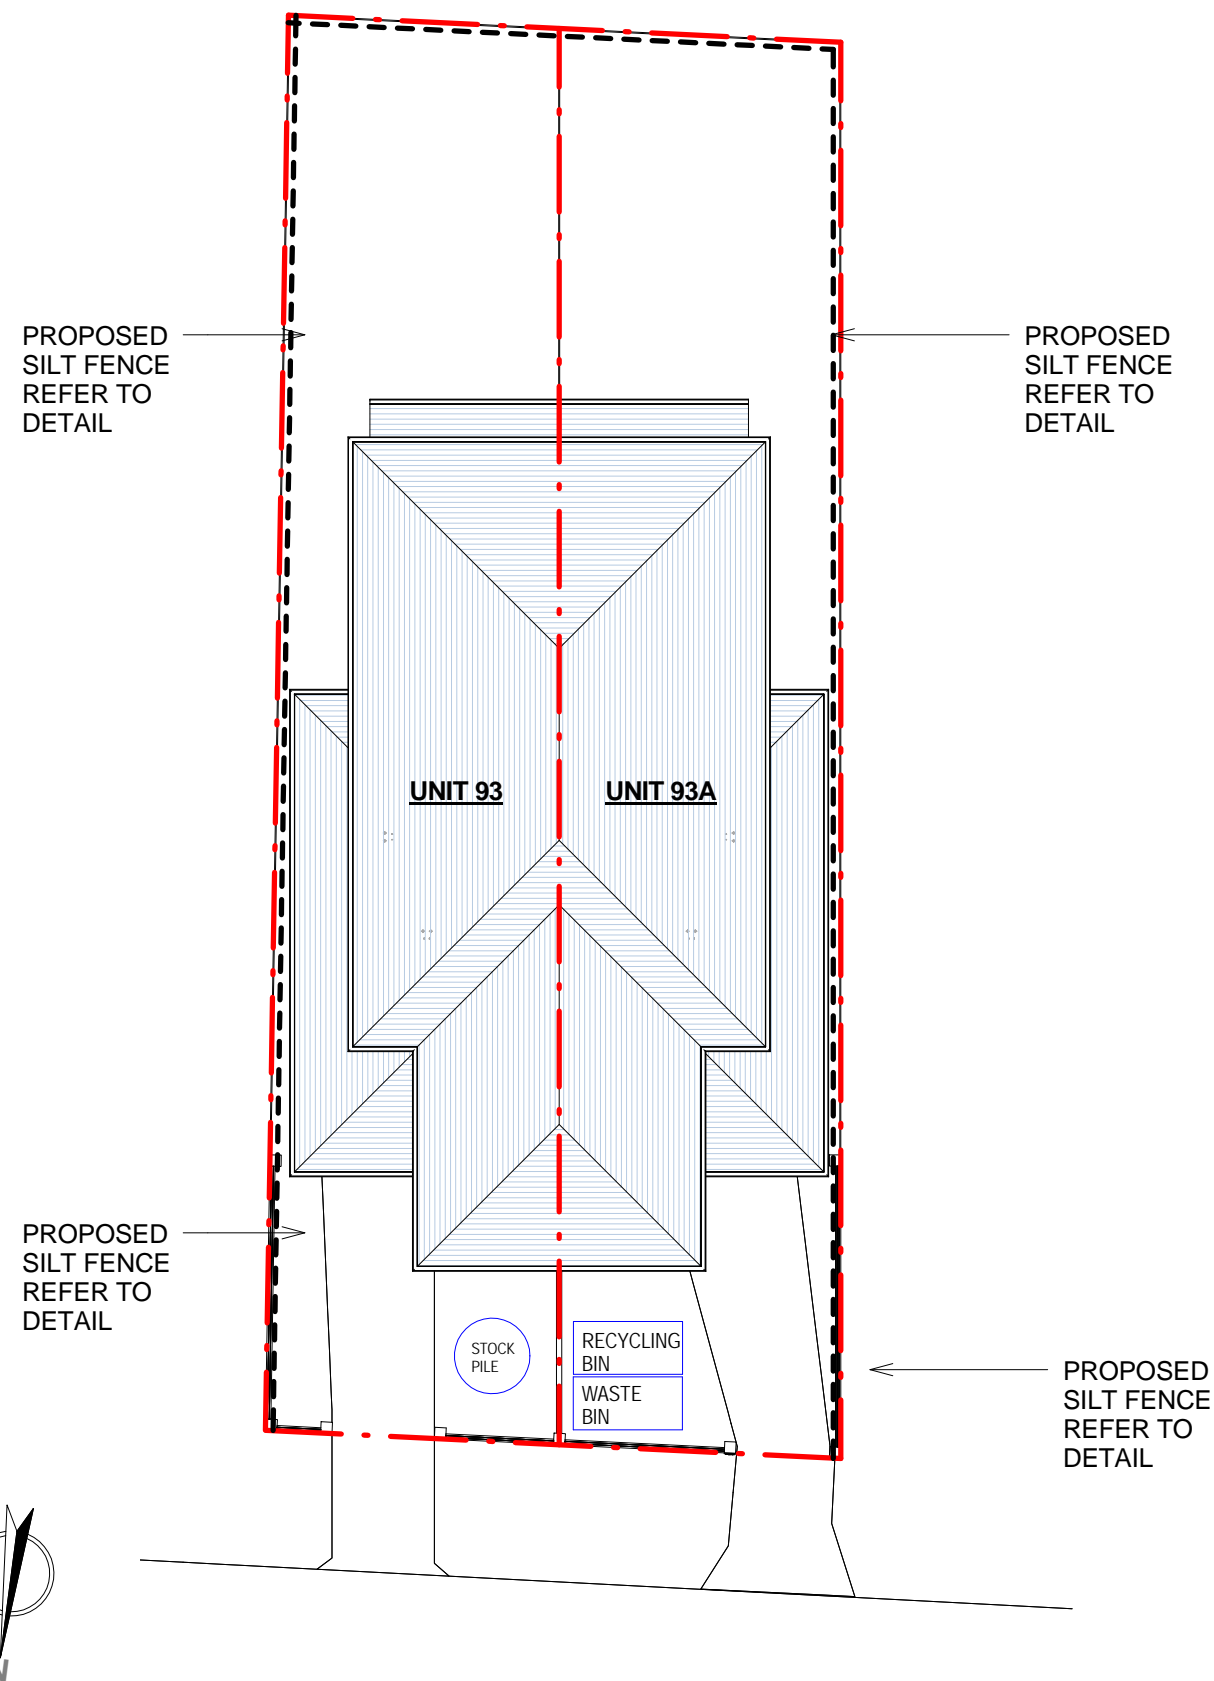 PROPOSED
SILT FENCE
REFER TO
DETAIL
PROPOSED
SILT FENCE
REFER TO
DETAIL
UNIT 93
UNIT 93A
PROPOSED
SILT FENCE
REFER TO
DETAIL
STOCK
PILE
RECYCLING
BIN
WASTE
BIN
PROPOSED
SILT FENCE
REFER TO
DETAIL
N